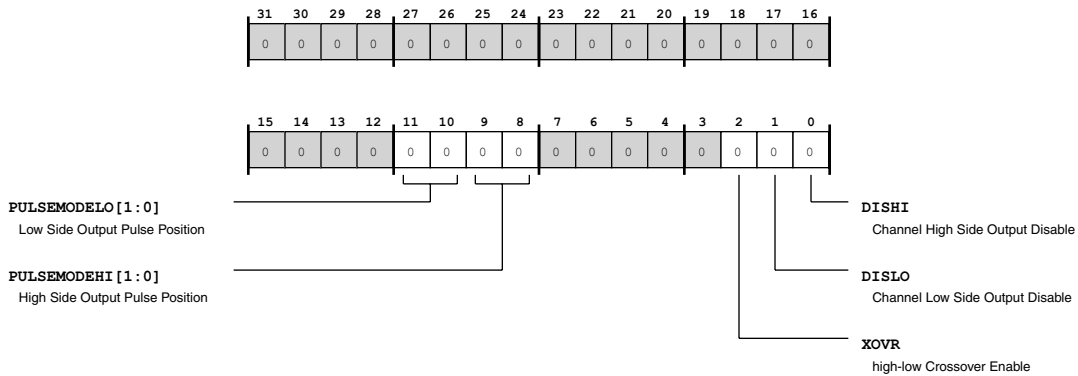 31 30 29 28 27 26 25 24 23 22 21 20 19 18 17 16
0 0 0 0 0 0 0 0 0 0 0 0 0 0 0 0
15 14 13 12 11 10 9 8 7 6 5 4 3 2 1 0
0 0 0 0 0 0 0 0 0 0 0 0 0 0 0 0
PULSEMODELO[1:0]
Low Side Output Pulse Position
DISHI
Channel High Side Output Disable
PULSEMODEHI[1:0]
High Side Output Pulse Position
DISLO
Channel Low Side Output Disable
XOVR
high-low Crossover Enable